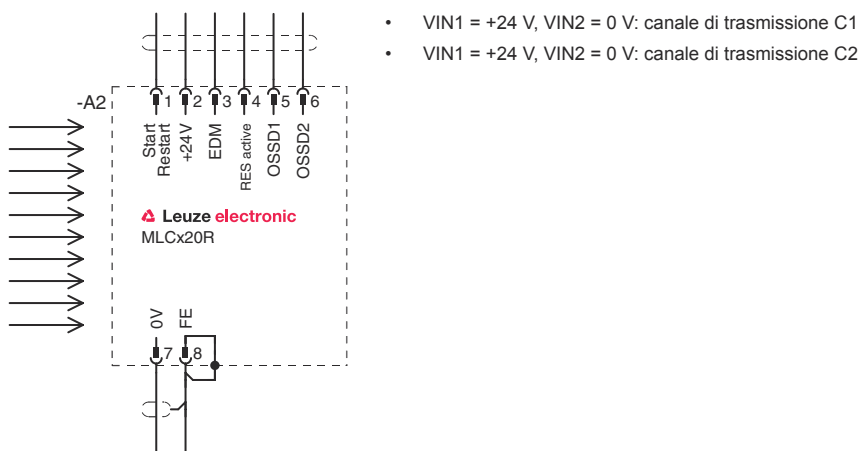 • VIN1 = +24 V, VIN2 = 0 V: canale di trasmissione C1
• VIN1 = +24 V, VIN2 = 0 V: canale di trasmissione C2
-A2
1 2 3 4 5 6
Start
Restart
+24V
EDM
RES active
OSSD1
OSSD2
Leuze electronic
MLCx20R
0V
FE
7 8